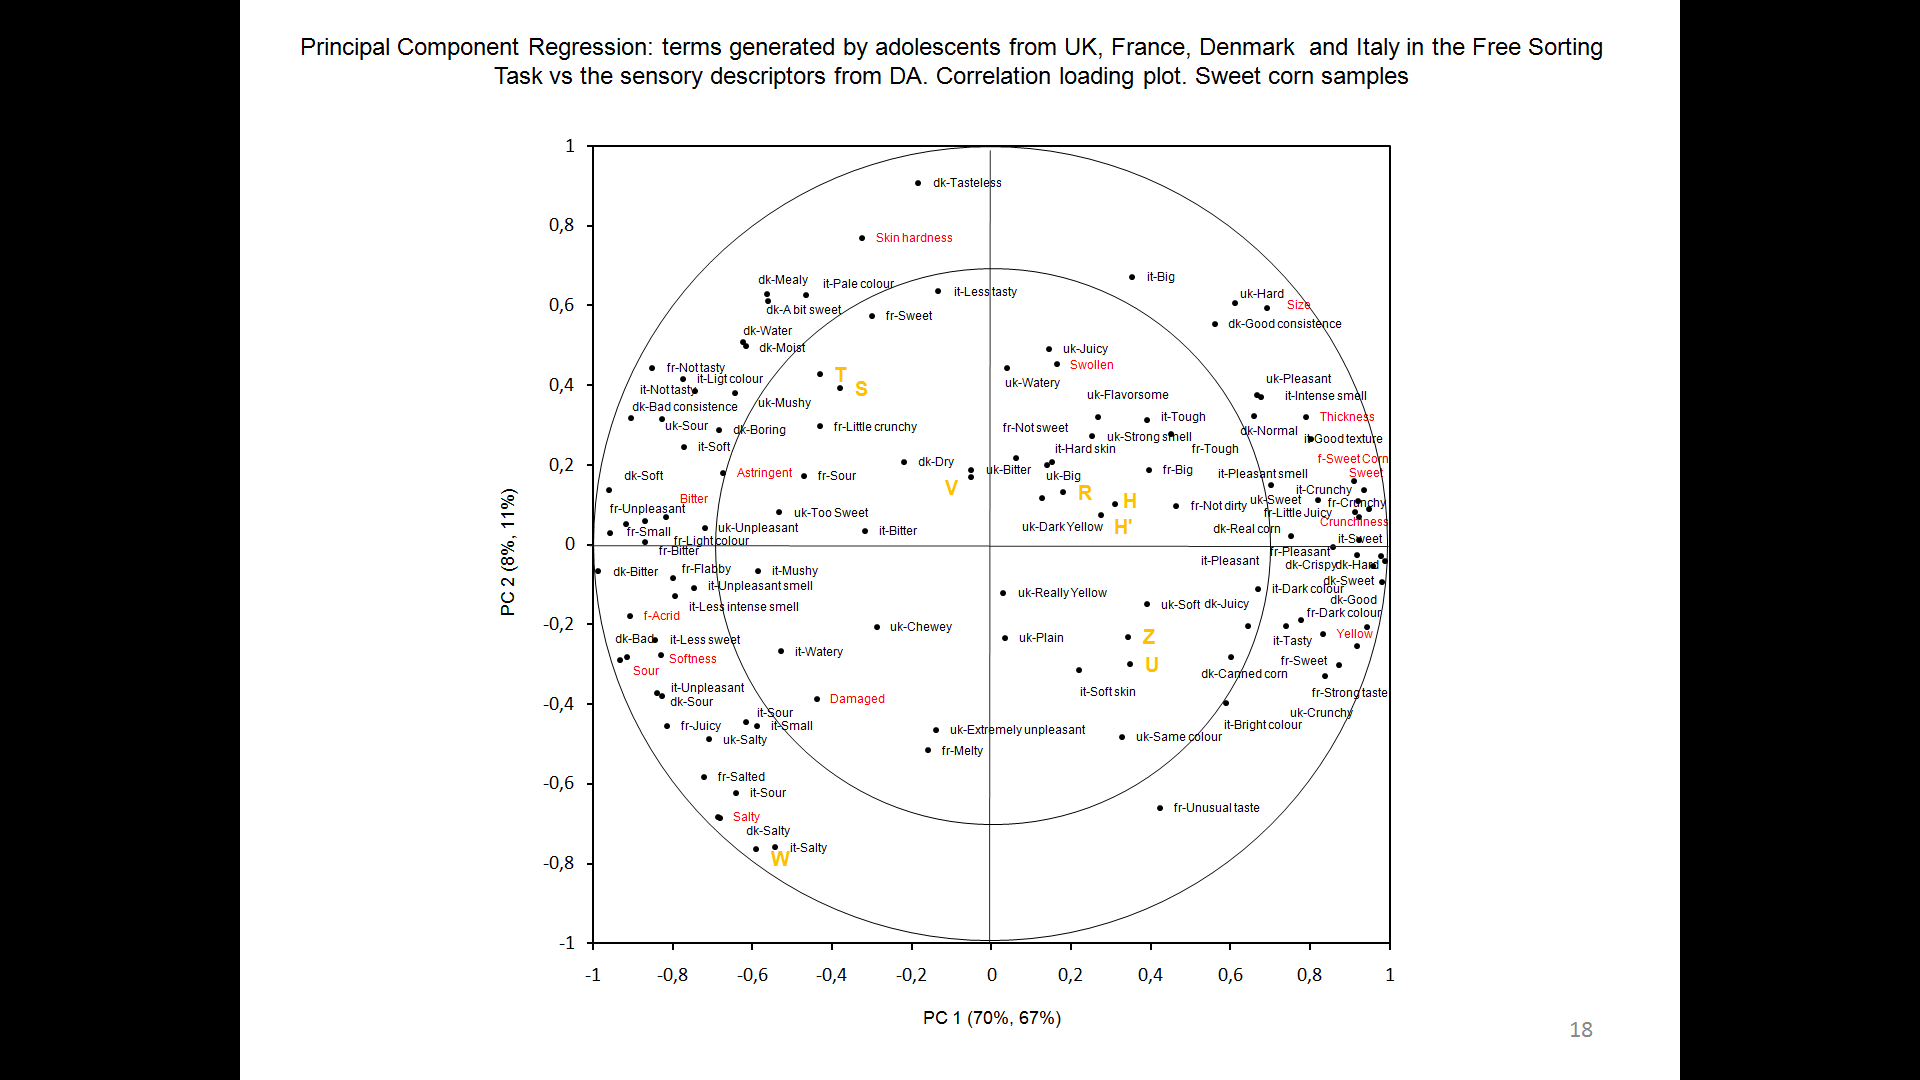 Principal Component Regression: terms generated by adolescents from UK, France, Denmark and Italy in the Free Sorting
Task vs the sensory descriptors from DA. Correlation loading plot. Sweet corn samples
1
dk-Tasteless
0,8
Skin hardness
it-Big
dk-Mealy
it-Pale colour
it-Less tasty
uk-Hard
0,6
Size
dk-A bit sweet
fr-Sweet
dk-Good consistence
dk-Water
dk-Moist
uk-Juicy
Swollen
fr-Not tasty
it-Ligt colour
T
uk-Pleasant
0,4
uk-Watery
it-Not tasty
S
uk-Flavorsome
it-Intense smell
dk-Bad consistence
uk-Mushy
it-Tough
Thickness
uk-Sour
dk-Boring
fr-Little crunchy
fr-Not sweet
uk-Strong smell
dk-Normal
it-Good texture
it-Soft
it-Hard skin
fr-Tough
f-Sweet Corn
0,2
dk-Dry
uk-Bitter
fr-Big
Astringent
dk-Soft
fr-Sour
uk-Big
it-Pleasant smell
Sweet
V
R
it-Crunchy
Bitter
H
uk-Sweet
fr-Crunchy
fr-Unpleasant
uk-Too Sweet
fr-Not dirty
fr-Little Juicy
fr-Small
uk-Unpleasant
it-Bitter
uk-Dark Yellow
H'
dk-Real corn
Crunchiness
0
fr-Light colour
it-Sweet
fr-Bitter
fr-Pleasant
dk-Bitter
fr-Flabby
it-Mushy
it-Pleasant
dk-Crispy
dk-Hard
it-Unpleasant smell
uk-Really Yellow
dk-Sweet
it-Dark colour
it-Less intense smell
uk-Soft
dk-Juicy
dk-Good
f-Acrid
fr-Dark colour
-0,2
uk-Chewey
dk-Bad
it-Less sweet
uk-Plain
Z
it-Tasty
Yellow
Softness
it-Watery
U
fr-Sweet
Sour
dk-Canned corn
it-Unpleasant
it-Soft skin
fr-Strong taste
dk-Sour
Damaged
-0,4
it-Sour
uk-Crunchy
fr-Juicy
it-Small
it-Bright colour
uk-Salty
uk-Extremely unpleasant
uk-Same colour
fr-Melty
-0,6
fr-Salted
it-Sour
fr-Unusual taste
Salty
dk-Salty
it-Salty
-0,8
W
-1
PC 2 (8%, 11%)
-1 -0,8 -0,6 -0,4 -0,2 0 0,2 0,4 0,6 0,8 1
PC 1 (70%, 67%)
18